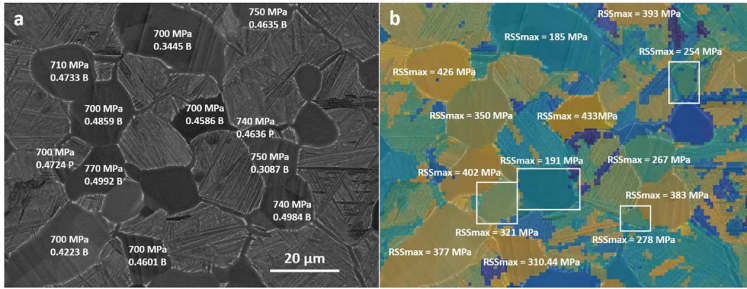 a
700 MPa
0.3445 B
750 MPa
0.4635 B
710 MPa
0.4733 B
700 MPa
0.4859 B
700 MPa
0.4586 B
740 MPa
0.4636 P
700 MPa
0.4724 P
770 MPa
0.4992 B
750 MPa
0.3087 B
740 MPa
0.4984 B
700 MPa
0.4223 B
700 MPa
0.4601 B
20 µm
b
RSSmax = 393 MPa
RSSmax = 185 MPa
RSSmax = 254 MPa
RSSmax = 426 MPa
RSSmax = 350 MPa
RSSmax = 433MPa
RSSmax = 191 MPa
RSSmax = 267 MPa
RSSmax = 402 MPa
RSSmax = 383 MPa
RSSmax = 321 MPa
RSSmax = 278 MPa
RSSmax = 377 MPa
RSSmax = 310.44 MPa